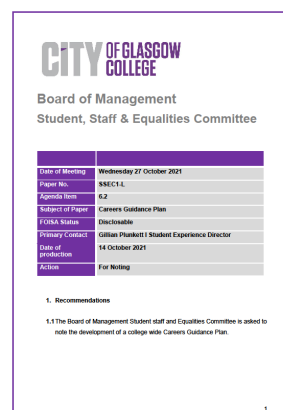 CITY OF GLASGOW
COLLEGE
Board of Management
Student, Staff & Equalities Committee
Date of Meeting Wednesday 27 October 2021
Paper No. SSEC1-L
Agenda Item 6.2
Subject of Paper Careers Guidance Plan
FOISA Status Disclosable
Primary Contact Gillian Plunkett I Student Experience Director
Date of 14 October 2021
production
Action For Noting
1. Recommendations
1.1 The Board of Management Student staff and Equalities Committee is asked to
note the development of a college wide Careers Guidance Plan.
1